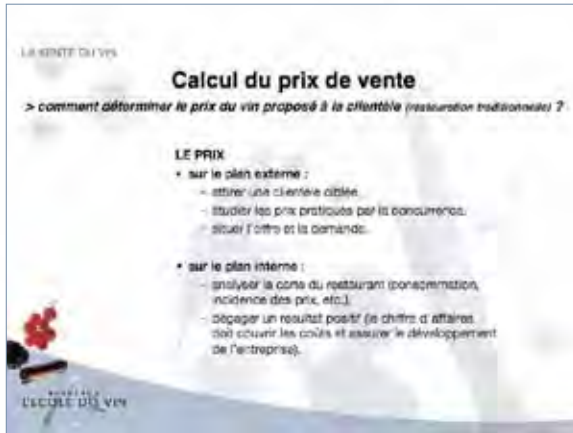 LA VENTE DU VIN
Calcul du prix de vente
> comment déterminer le prix du vin proposé à la clientèle (restauration traditionnelle) ?
LE PRIX
• sur le plan externe :
– attirer une clientèle ciblée.
– étudier les prix pratiqués par la concurrence.
– situer l'offre et la demande.
• sur le plan interne :
– analyser la carte du restaurant (consommation,
incidence des prix, etc.).
– dégager un résultat positif (le chiffre d'affaires
doit couvrir les coûts et assurer le développement
de l'entreprise).
BORDEAUX
L'ECOLE DU VIN